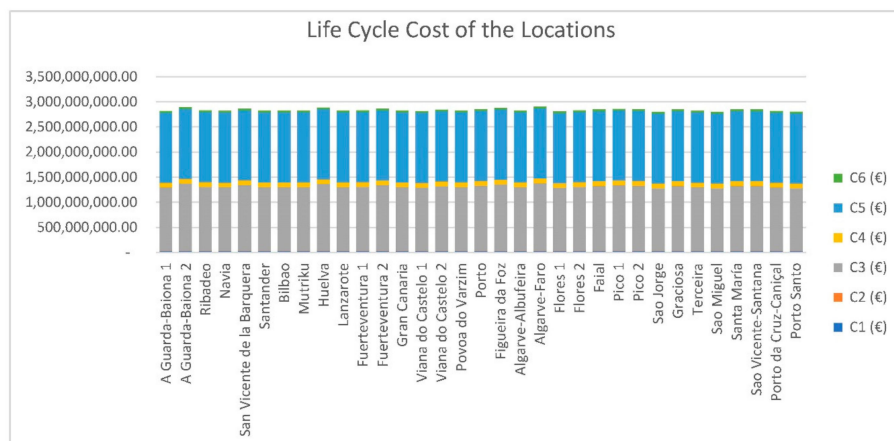 Life Cycle Cost of the Locations
3,500,000,000.00
3,000,000,000.00
2,500,000,000.00
2,000,000,000.00
1,500,000,000.00
1,000,000,000.00
500,000,000.00
-
A Guarda-Baiona 1
A Guarda-Baiona 2
Ribadeo
Navia
San Vicente de la Barquera
Santander
Bilbao
Mutriku
Huelva
Lanzarote
Fuerteventura 1
Fuerteventura 2
Gran Canaria
Viana do Castelo 1
Viana do Castelo 2
Povoa do Varzim
Porto
Figueira da Foz
Algarve-Albufeira
Algarve-Faro
Flores 1
Flores 2
Faial
Pico 1
Pico 2
Sao Jorge
Graciosa
Terceira
Sao Miguel
Santa María
Sao Vicente-Santana
Porto da Cruz-Caniçal
Porto Santo
C6 (€)
C5 (€)
C4 (€)
C3 (€)
C2 (€)
C1 (€)